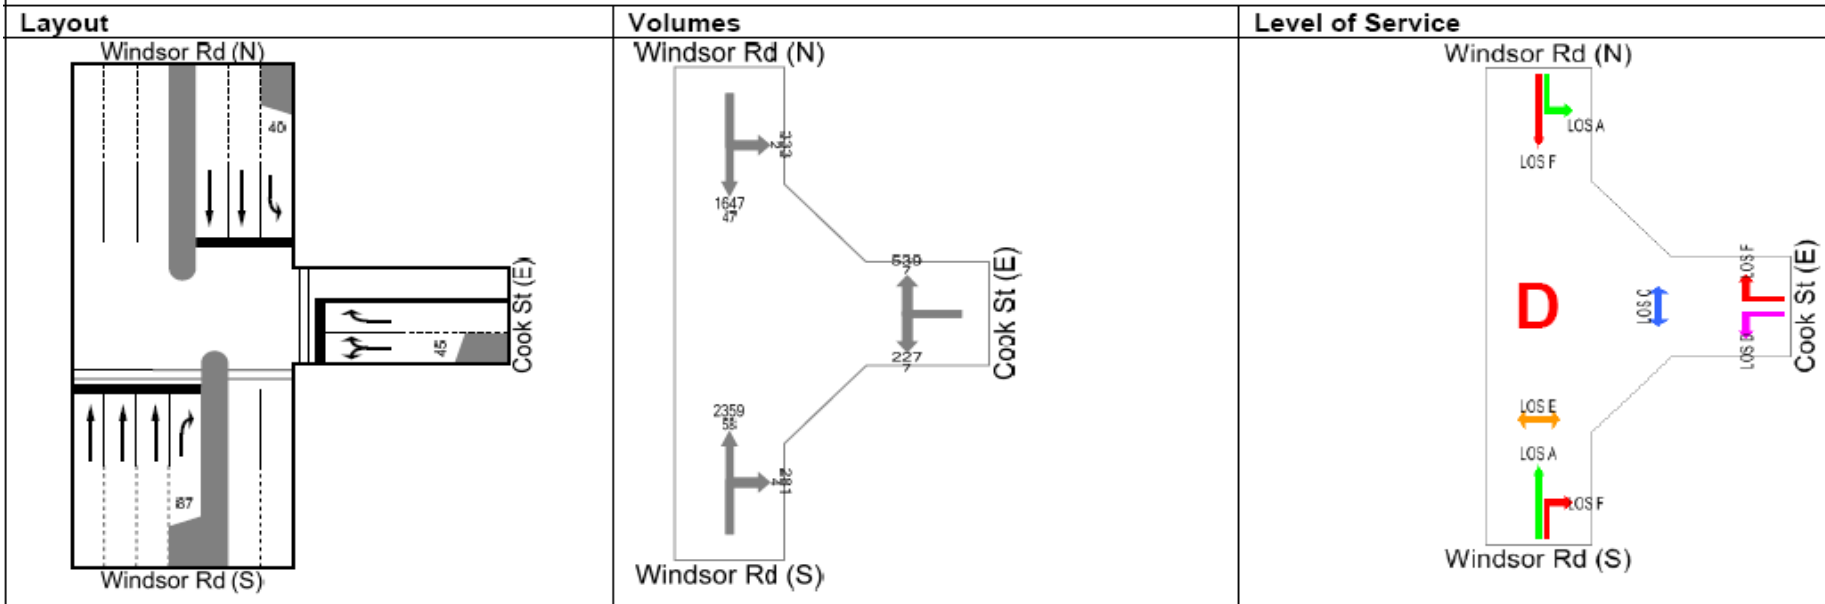 Layout
Volumes
Level of Service
Windsor Rd (N)
40
45
Cook St (E)
87
Windsor Rd (S)
Windsor Rd (N)
1647
47
539
7
Cook St (E)
227
7
2359
58
Windsor Rd (S)
Windsor Rd (N)
LOS A
LOS F
LOS F
LOS C
D
Cook St (E)
LOS
LOS E
LOS A
LOS F
Windsor Rd (S)